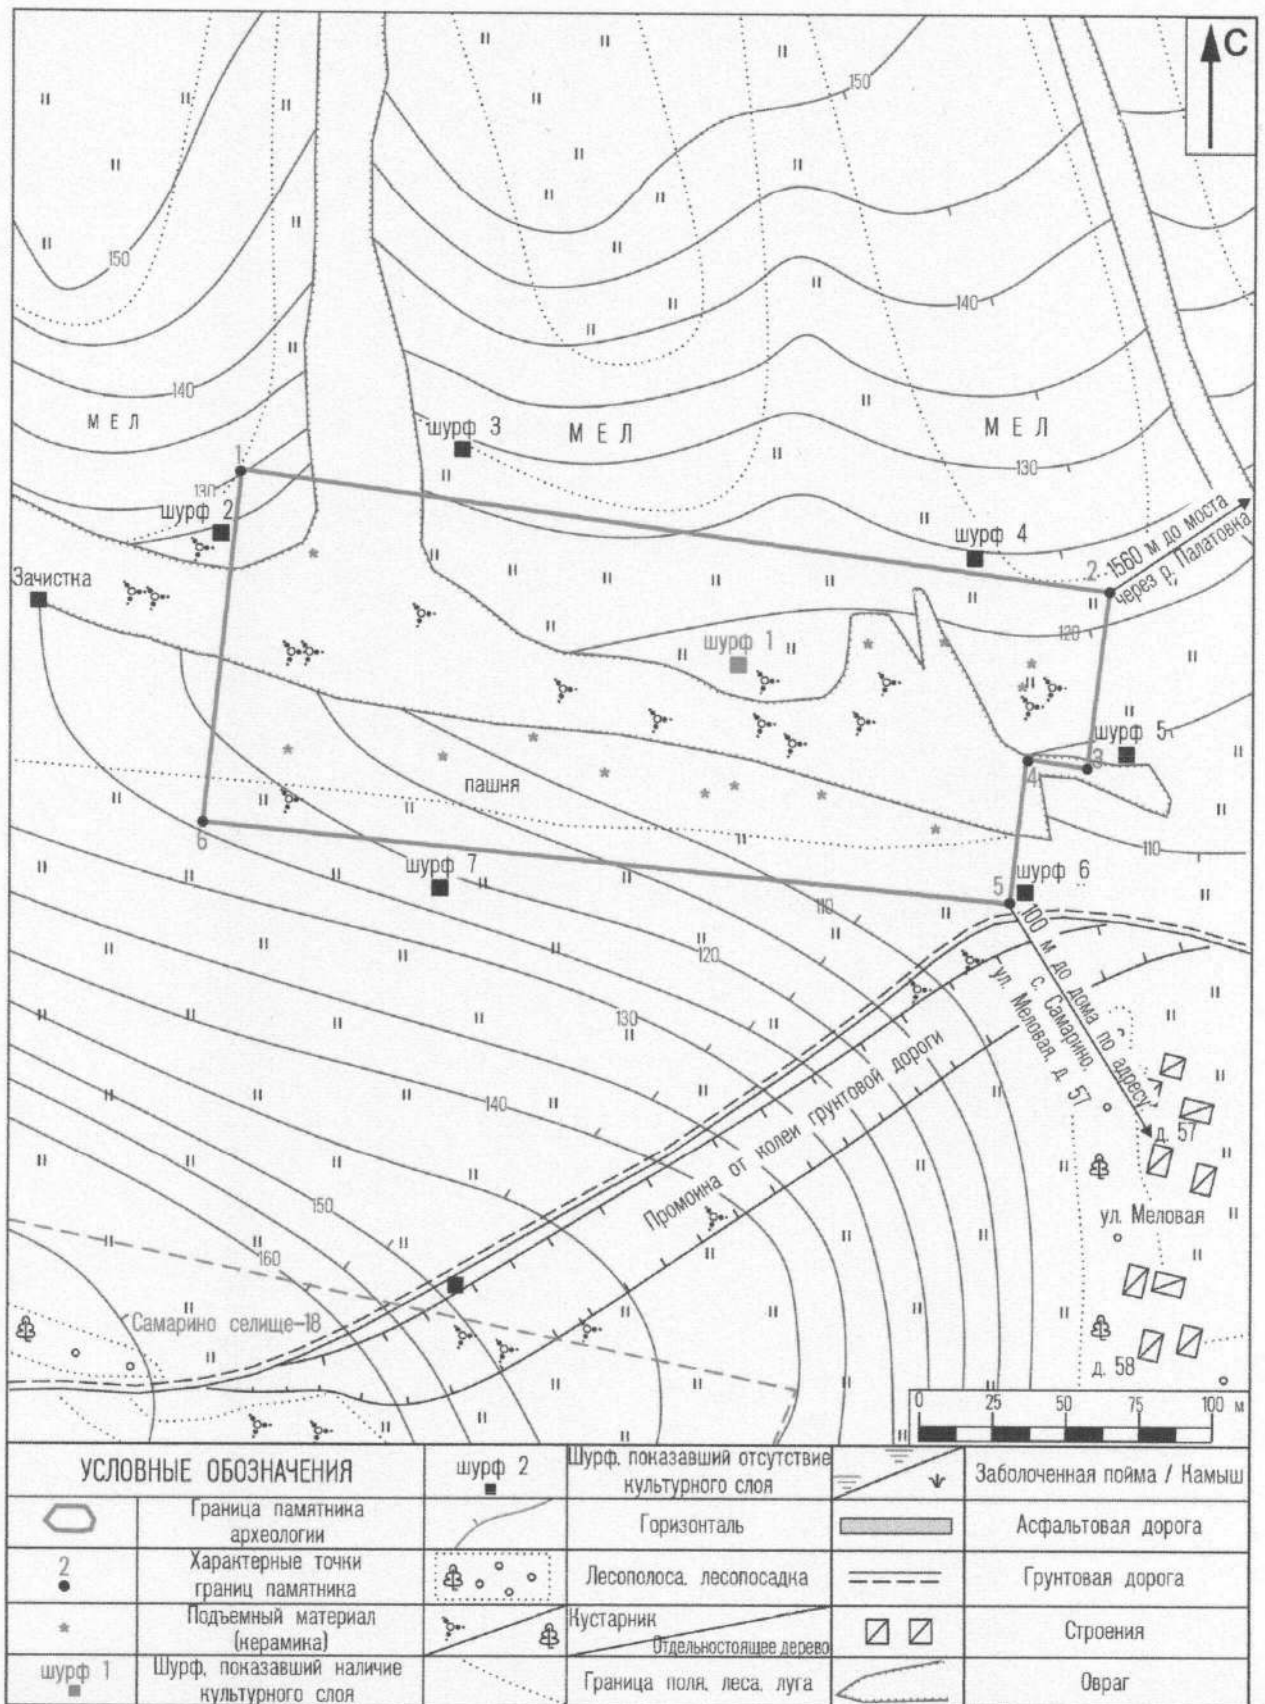 С
150
150
140
140
МЕЛ
шурф 3
МЕЛ
МЕЛ
1
130
130
шурф 2
шурф 4
1560 м до моста
через р. Палатовка
2
Зачистка
120
шурф 1
шурф 5
3
4
пашня
6
110
шурф 7
шурф 6
5
110
120
100 м до дома по адресу:
с. Самарино,
ул. Меловая, д. 57
130
Промоина от колеи грунтовой дороги
140
д. 57
150
ул. Меловая
160
Самарино селище-18
д. 58
0 25 50 75 100 м
УСЛОВНЫЕ ОБОЗНАЧЕНИЯ
Граница памятника
археологии
2
Характерные точки
границ памятника
Подъемный материал
(керамика)
шурф 1
Шурф, показавший наличие
культурного слоя
шурф 2
Шурф, показавший отсутствие
культурного слоя
Горизонталь
Лесополоса, лесопосадка
Кустарник
Отдельностоящее дерево
Граница поля, леса, луга
Заболоченная пойма / Камыш
Асфальтовая дорога
Грунтовая дорога
Строения
Овраг